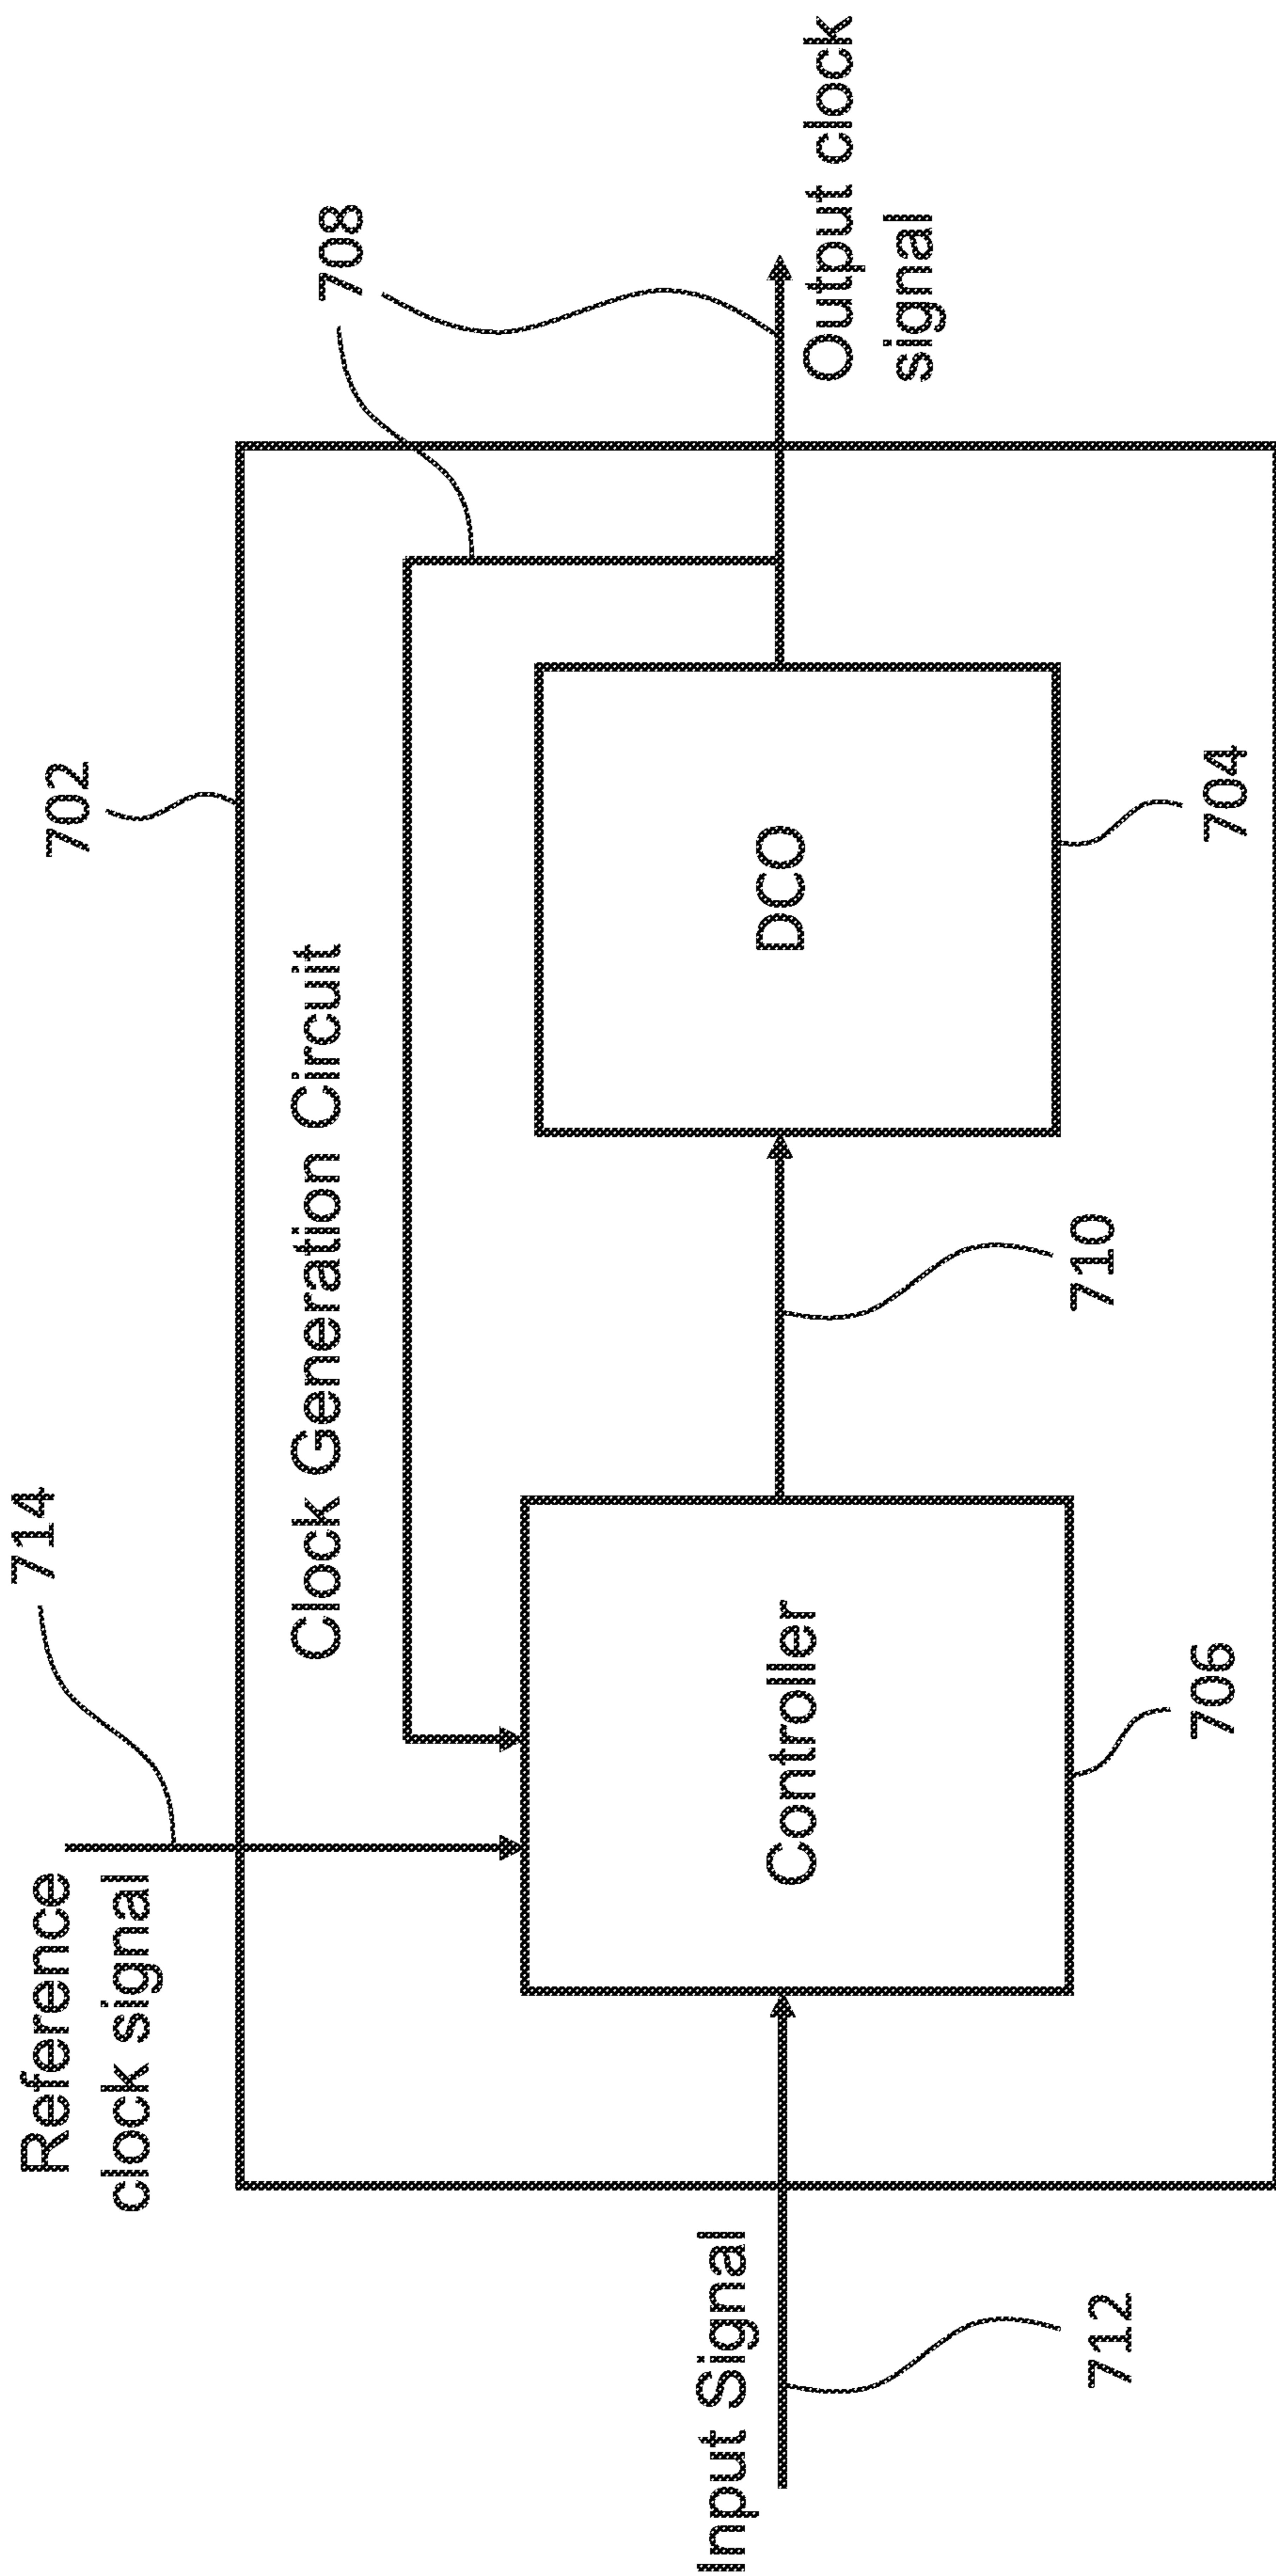 Reference
clock signal
714
702
Clock Generation Circuit
708
Input Signal
712
Controller
706
710
DCO
704
Output clock
signal